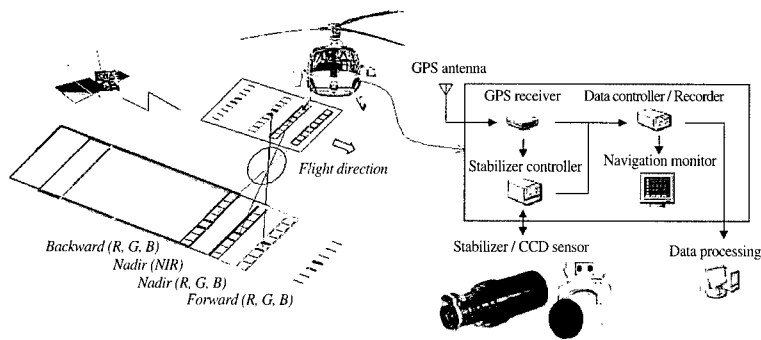 GPS antenna
GPS receiver
Data controller / Recorder
Flight direction
Stabilizer controller
Navigation monitor
Backward (R, G, B)
Nadir (NIR)
Nadir (R, G, B)
Forward (R, G, B)
Stabilizer / CCD sensor
Data processing